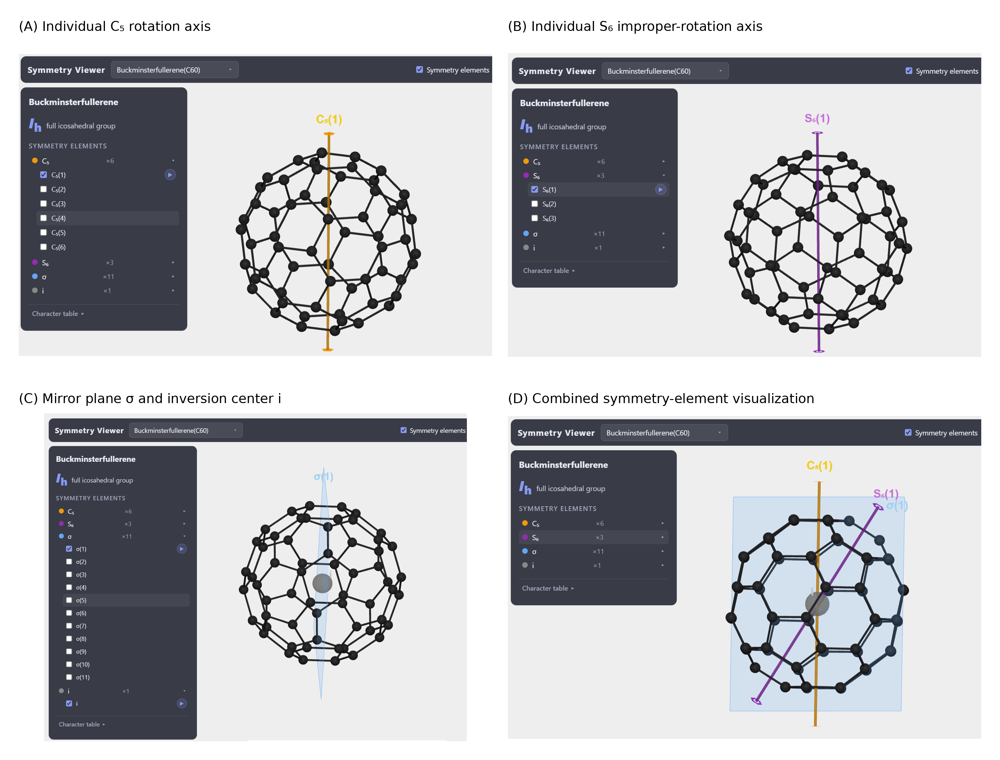 (A) Individual C₅ rotation axis
Symmetry Viewer
Buckminsterfullerene(C60)
Symmetry elements
Buckminsterfullerene
Ih full icosahedral group
SYMMETRY ELEMENTS
C₅ ×6
C₅(1)
C₅(2)
C₅(3)
C₅(4)
C₅(5)
C₅(6)
S₆ ×3
σ ×11
i ×1
Character table
C₅(1)
(B) Individual S₆ improper-rotation axis
Symmetry Viewer
Buckminsterfullerene(C60)
Symmetry elements
Buckminsterfullerene
Ih full icosahedral group
SYMMETRY ELEMENTS
C₅ ×6
S₆ ×3
S₆(1)
S₆(2)
S₆(3)
σ ×11
i ×1
Character table
S₆(1)
(C) Mirror plane σ and inversion center i
Symmetry Viewer
Buckminsterfullerene(C60)
Symmetry elements
Buckminsterfullerene
Ih full icosahedral group
SYMMETRY ELEMENTS
C₅ ×6
S₆ ×3
σ ×11
σ(1)
σ(2)
σ(3)
σ(4)
σ(5)
σ(6)
σ(7)
σ(8)
σ(9)
σ(10)
σ(11)
i ×1
i
Character table
σ(1)
i
(D) Combined symmetry-element visualization
Symmetry Viewer
Buckminsterfullerene(C60)
Symmetry elements
Buckminsterfullerene
Ih full icosahedral group
SYMMETRY ELEMENTS
C₅ ×6
S₆ ×3
σ ×11
i ×1
Character table
C₅(1)
S₆(1)
σ(1)
i